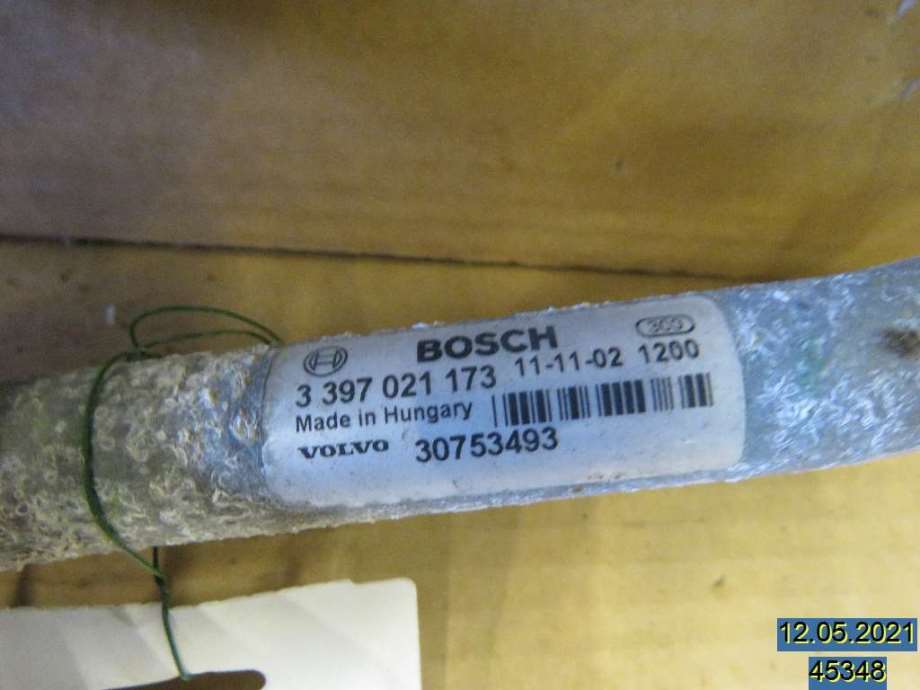 BOSCH
3 397 021 173 11-11-02 1200
Made in Hungary
VOLVO 30753493
12.05.2021
45348